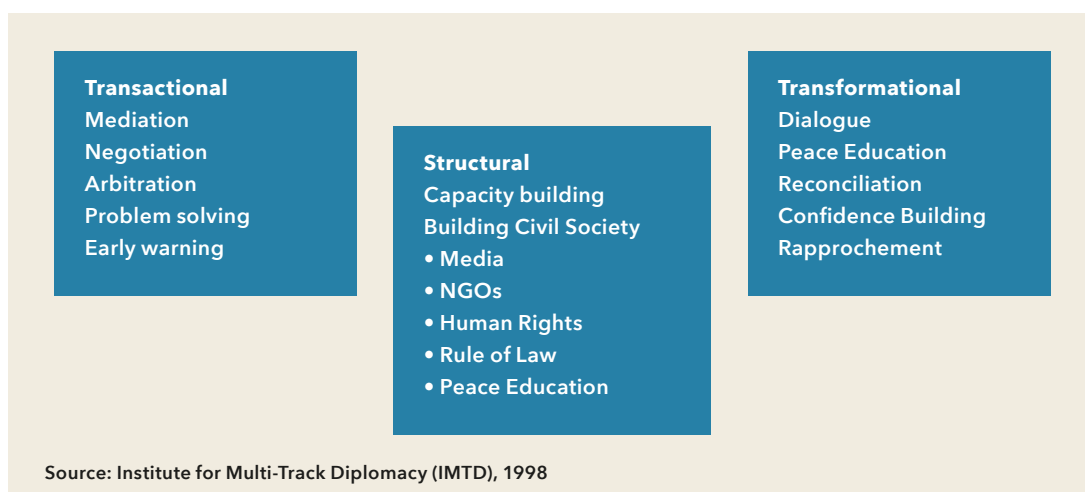 Transactional
Mediation
Negotiation
Arbitration
Problem solving
Early warning
Structural
Capacity building
Building Civil Society
• Media
• NGOs
• Human Rights
• Rule of Law
• Peace Education
Transformational
Dialogue
Peace Education
Reconciliation
Confidence Building
Rapprochement
Source: Institute for Multi-Track Diplomacy (IMTD), 1998